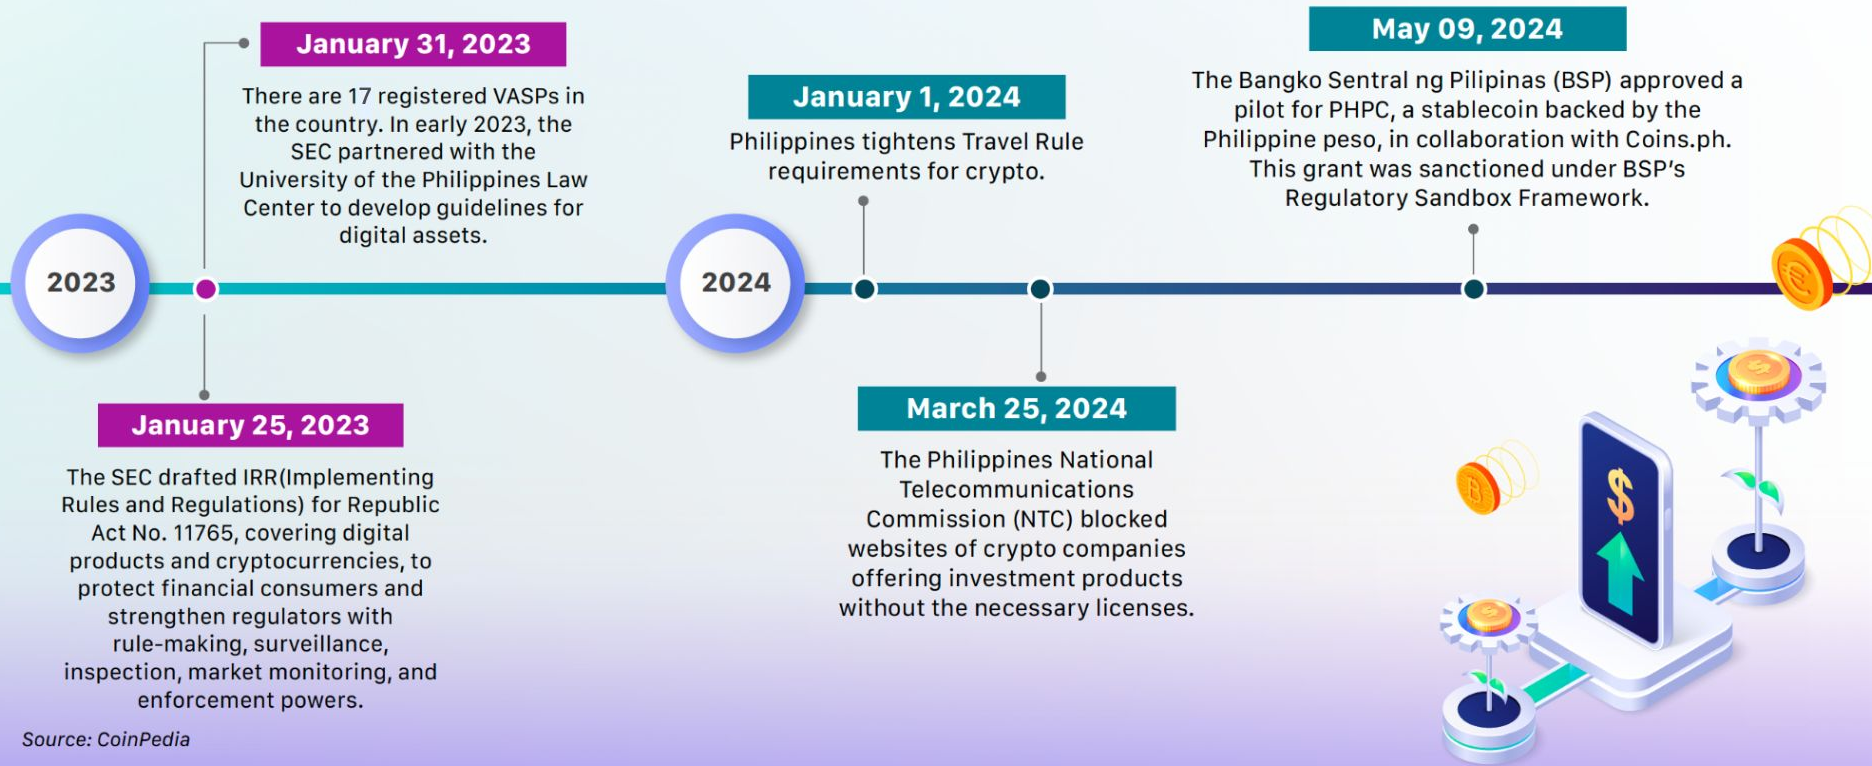 January 31, 2023
There are 17 registered VASPs in
the country. In early 2023, the
SEC partnered with the
University of the Philippines Law
Center to develop guidelines for
digital assets.
2023
January 25, 2023
The SEC drafted IRR(Implementing
Rules and Regulations) for Republic
Act No. 11765, covering digital
products and cryptocurrencies, to
protect financial consumers and
strengthen regulators with
rule-making, surveillance,
inspection, market monitoring, and
enforcement powers.
January 1, 2024
Philippines tightens Travel Rule
requirements for crypto.
2024
March 25, 2024
The Philippines National
Telecommunications
Commission (NTC) blocked
websites of crypto companies
offering investment products
without the necessary licenses.
May 09, 2024
The Bangko Sentral ng Pilipinas (BSP) approved a
pilot for PHPC, a stablecoin backed by the
Philippine peso, in collaboration with Coins.ph.
This grant was sanctioned under BSP's
Regulatory Sandbox Framework.
$
Source: CoinPedia